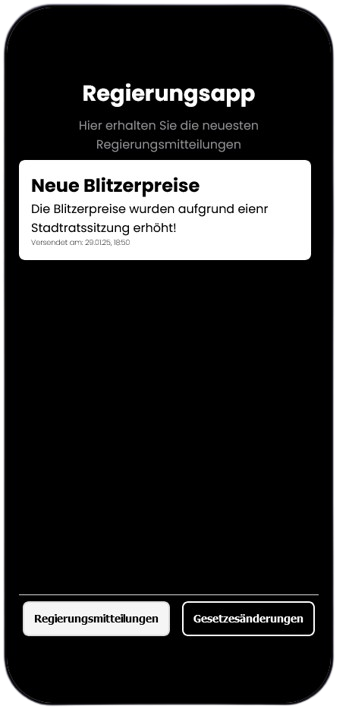 Regierungsapp
Hier erhalten Sie die neuesten
Regierungsmitteilungen
Neue Blitzerpreise
Die Blitzerpreise wurden aufgrund eienr
Stadtratssitzung erhöht!
Versendet am: 29.01.25, 18:50
Regierungsmitteilungen
Gesetzesänderungen